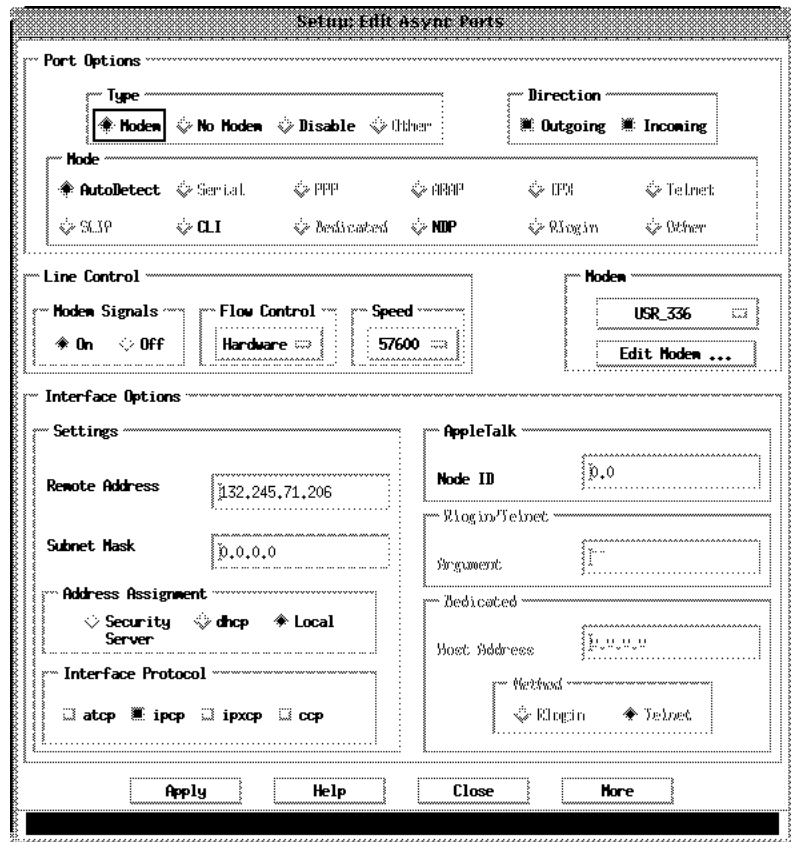 Setup: Edit Async Ports
Port Options
Type
Modem No Modem Disable Other
Direction
Outgoing Incoming
Mode
AutoDetect Serial PPP ARAP IPX Telnet
SLIP CLI Dedicated NDP Rlogin Other
Line Control
Modem Signals
On Off
Flow Control
Hardware
Speed
57600
Modem
USR_336
Edit Modem ...
Interface Options
Settings
Remote Address 132.245.71.206
Subnet Mask 0.0.0.0
Address Assignment
Security Server dhcp Local
Interface Protocol
atcp ipcp ipxcp ccp
AppleTalk
Node ID 0.0
Rlogin/Telnet
Argument ""
Dedicated
Host Address 0.0.0.0
Method
Rlogin Telnet
Apply Help Close More